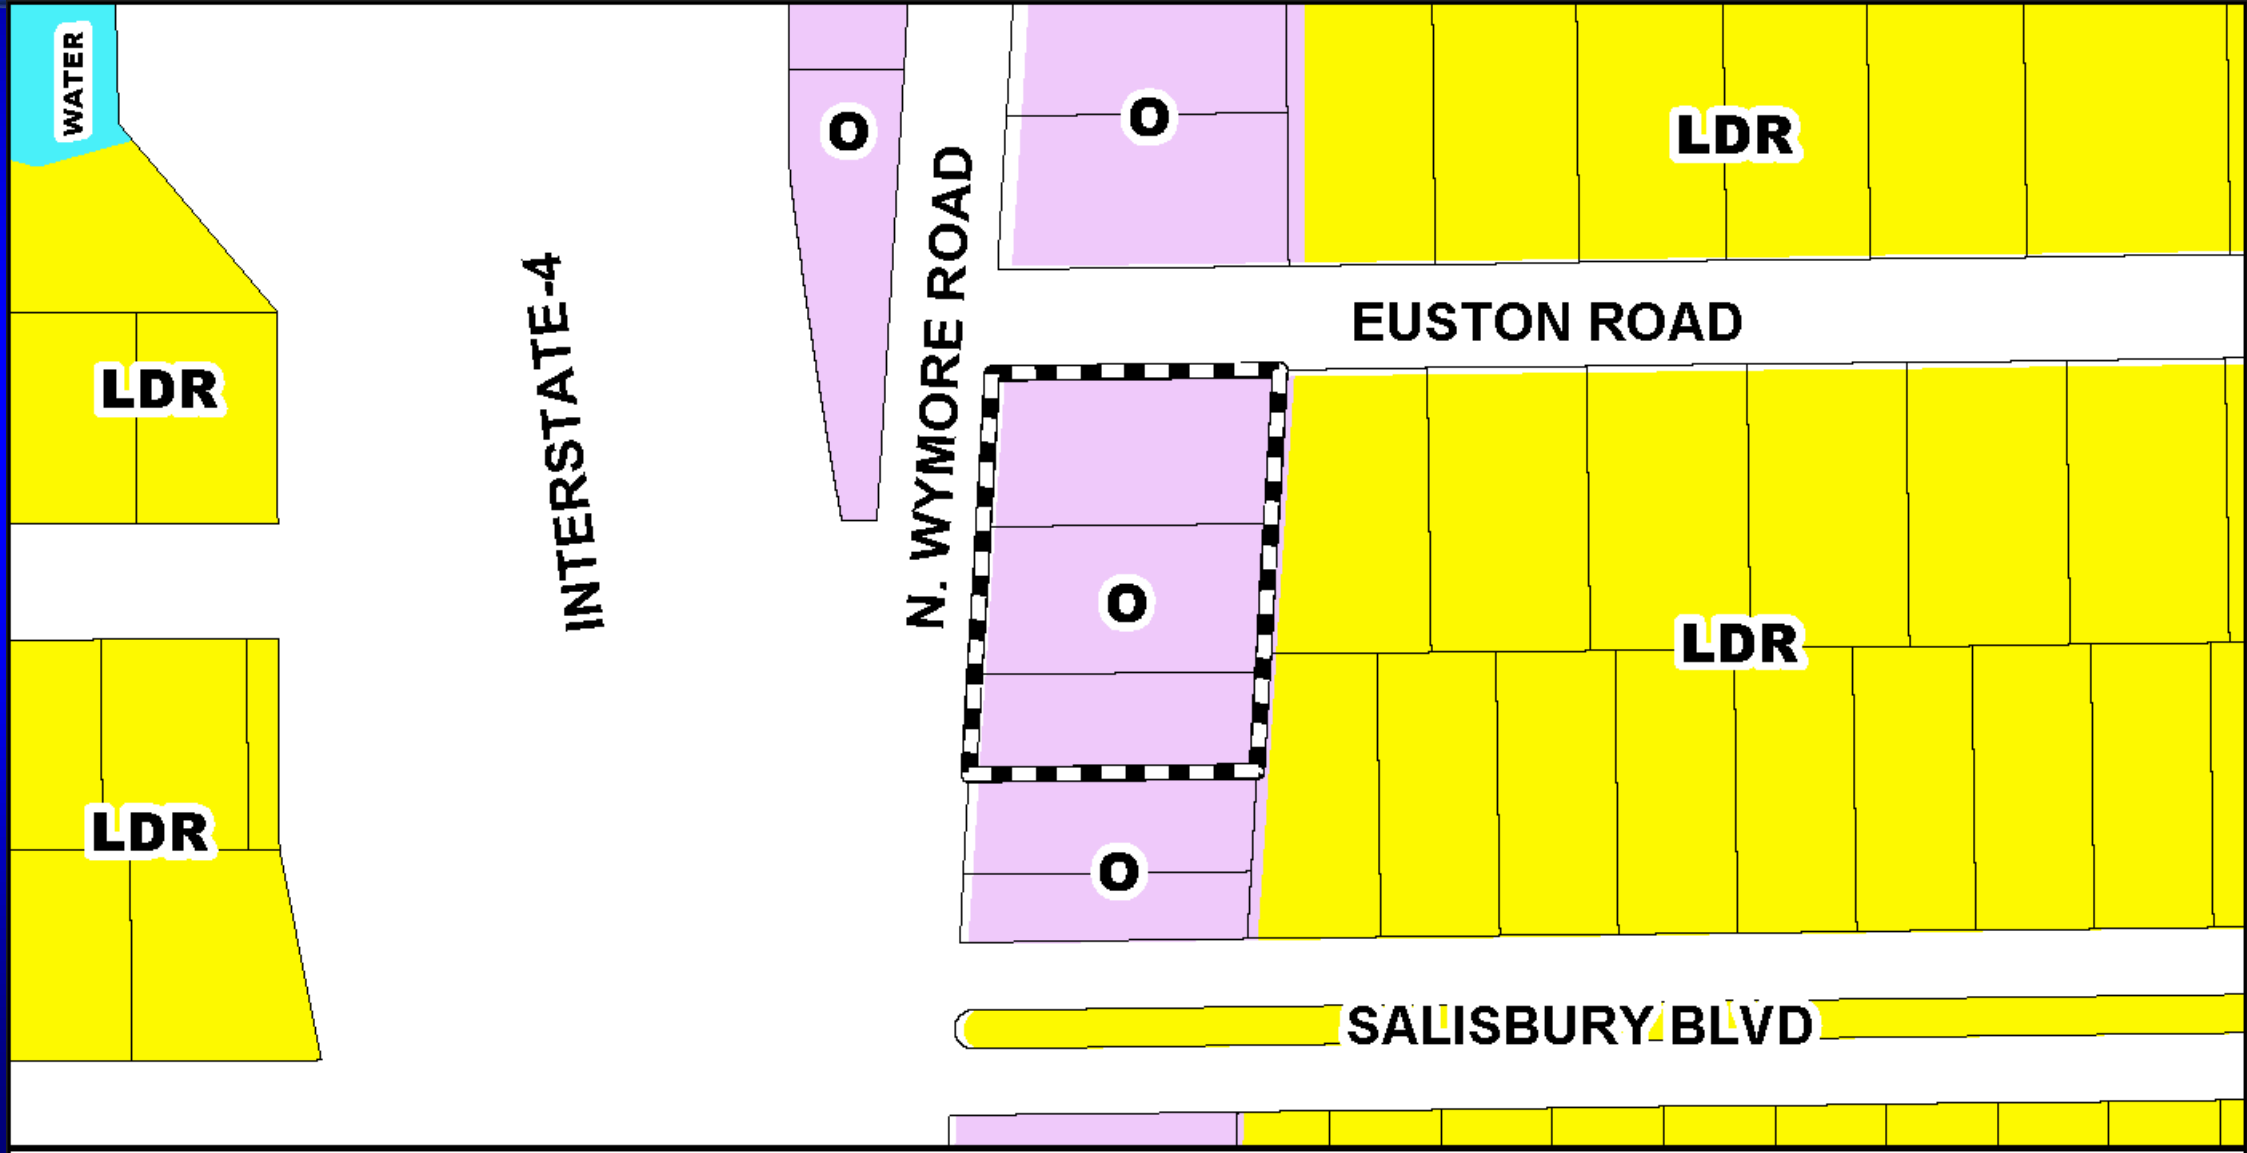 WATER
O
O
LDR
N. WYMORE ROAD
INTERSTATE-4
EUSTON ROAD
LDR
O
LDR
LDR
O
SALISBURY BLVD